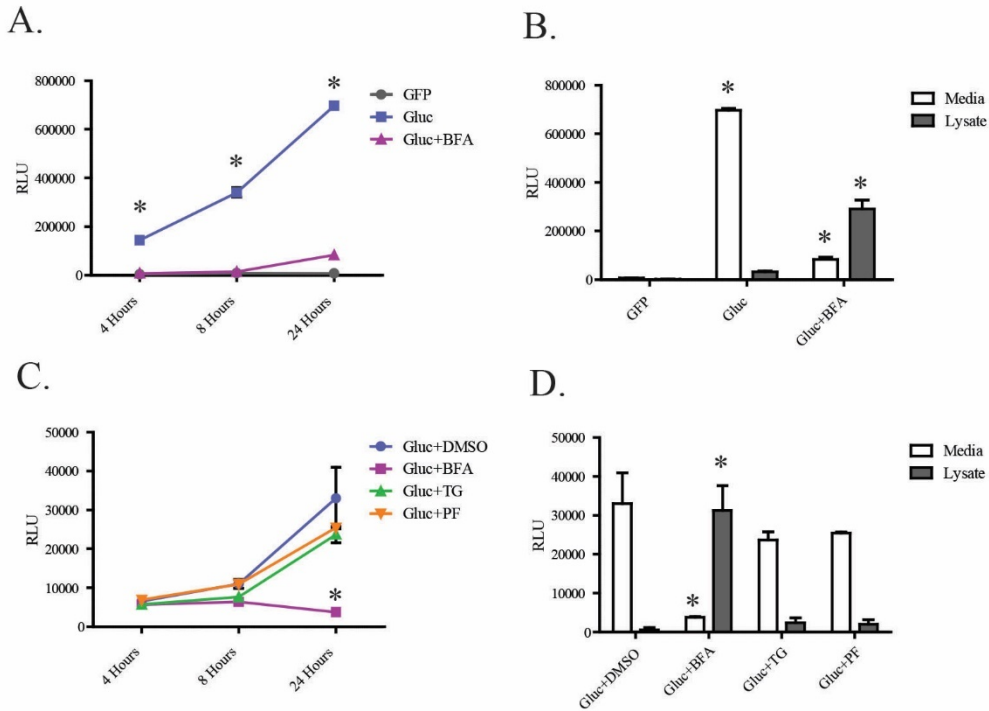 A.
800000
600000
400000
200000
0
RLU
*
*
*
4 Hours
8 Hours
24 Hours
GFP
Gluc
Gluc+BFA
B.
800000
600000
400000
200000
0
RLU
*
*
*
GFP
Gluc
Gluc+BFA
Media
Lysate
C.
50000
40000
30000
20000
10000
0
RLU
*
4 Hours
8 Hours
24 Hours
Gluc+DMSO
Gluc+BFA
Gluc+TG
Gluc+PF
D.
50000
40000
30000
20000
10000
0
RLU
*
*
Gluc+DMSO
Gluc+BFA
Gluc+TG
Gluc+PF
Media
Lysate